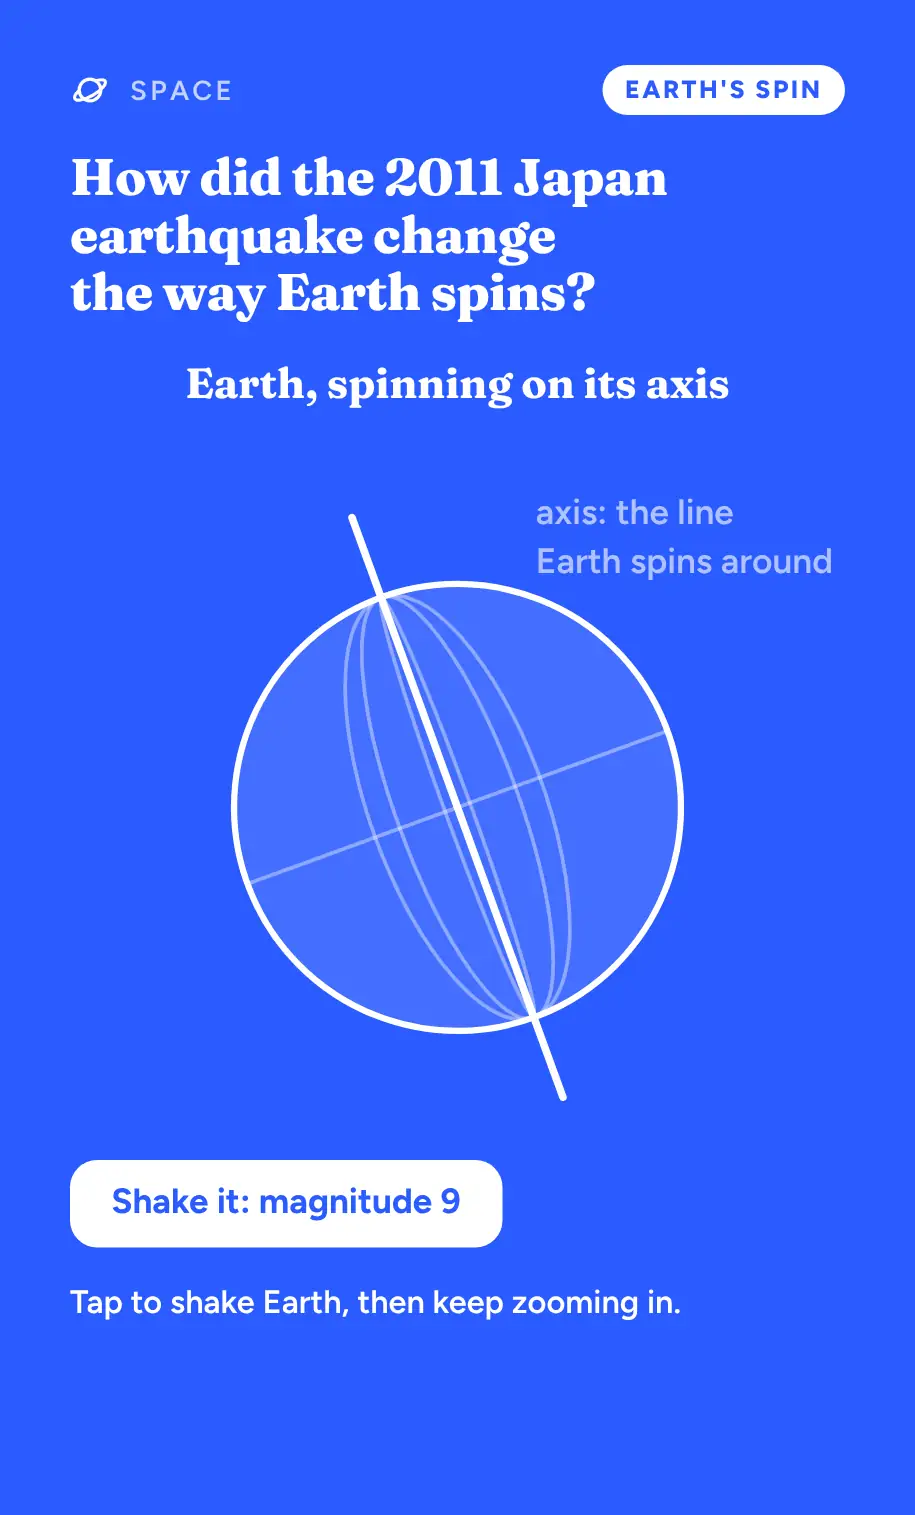 SPACE
EARTH'S SPIN
How did the 2011 Japan
earthquake change
the way Earth spins?
Earth, spinning on its axis
axis: the line
Earth spins around
Shake it: magnitude 9
Tap to shake Earth, then keep zooming in.